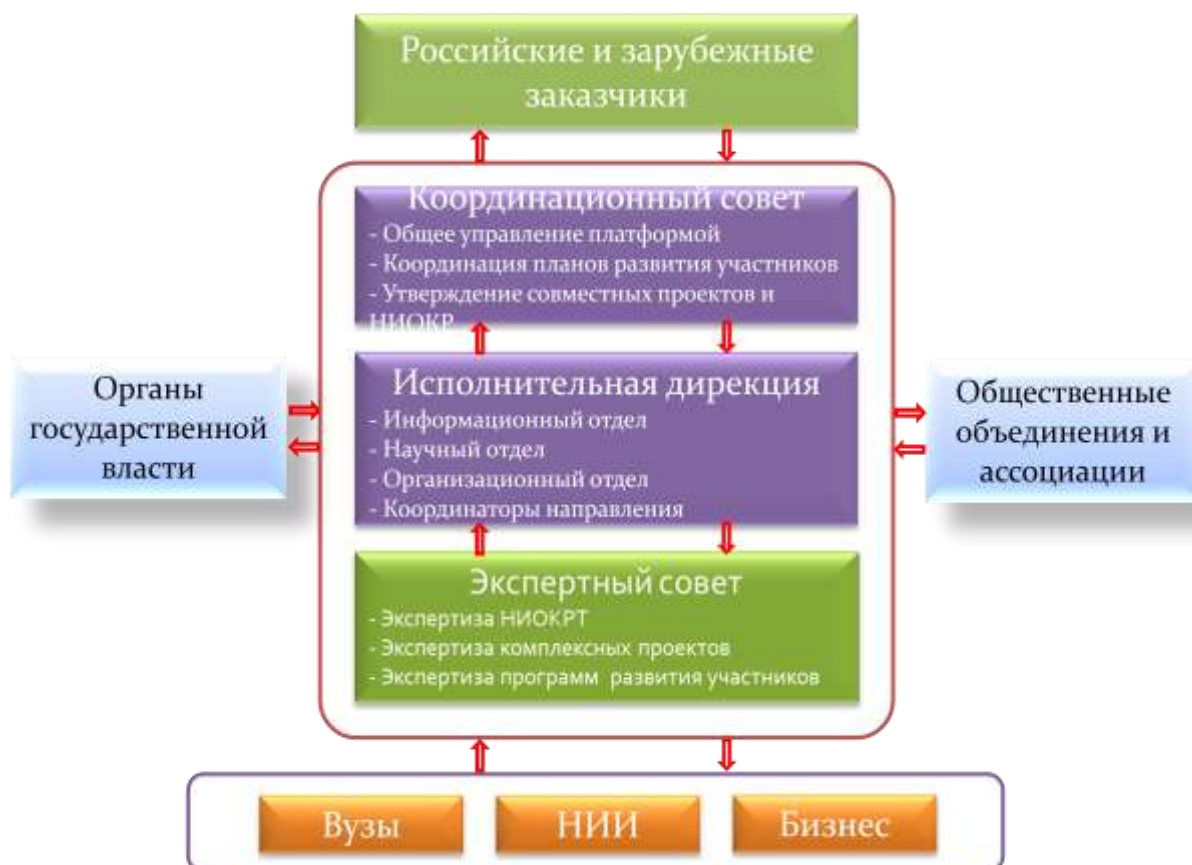 Российские и зарубежные
заказчики
Координационный совет
- Общее управление платформой
- Координация планов развития участников
- Утверждение совместных проектов и
НИОКР
Органы
государственной
власти
Исполнительная дирекция
- Информационный отдел
- Научный отдел
- Организационный отдел
- Координаторы направления
Общественные
объединения и
ассоциации
Экспертный совет
- Экспертиза НИОКРТ
- Экспертиза комплексных проектов
- Экспертиза программ развития участников
Вузы
НИИ
Бизнес